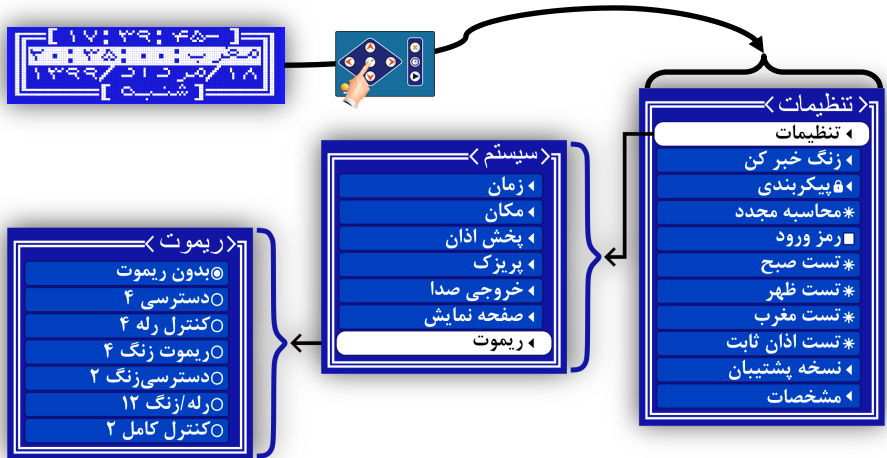 [ ۱۷:۳۹:۴۵- ]
مغرب:۲۰:۳۵:۰۰
۱۸/مرداد/۱۳۹۹
[ شنبه ]
<تنظیمات>
تنظیمات
زنگ خبر کن
پیکربندی
محاسبه مجدد
رمز ورود
تست صبح
تست ظهر
تست مغرب
تست اذان ثابت
نسخه پشتیبان
مشخصات
<سیستم>
زمان
مکان
پخش اذان
پریزک
خروجی صدا
صفحه نمایش
ریموت
<ریموت>
بدون ریموت
دسترسی ۴
کنترل رله ۴
ریموت زنگ ۴
دسترسی‌زنگ ۲
رله/زنگ ۱۲
کنترل کامل ۲